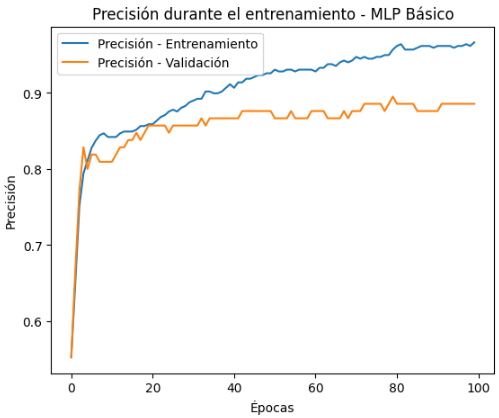 Precisión durante el entrenamiento - MLP Básico
Precisión - Entrenamiento
Precisión - Validación
0.9
0.8
0.7
0.6
Precisión
0 20 40 60 80 100
Épocas